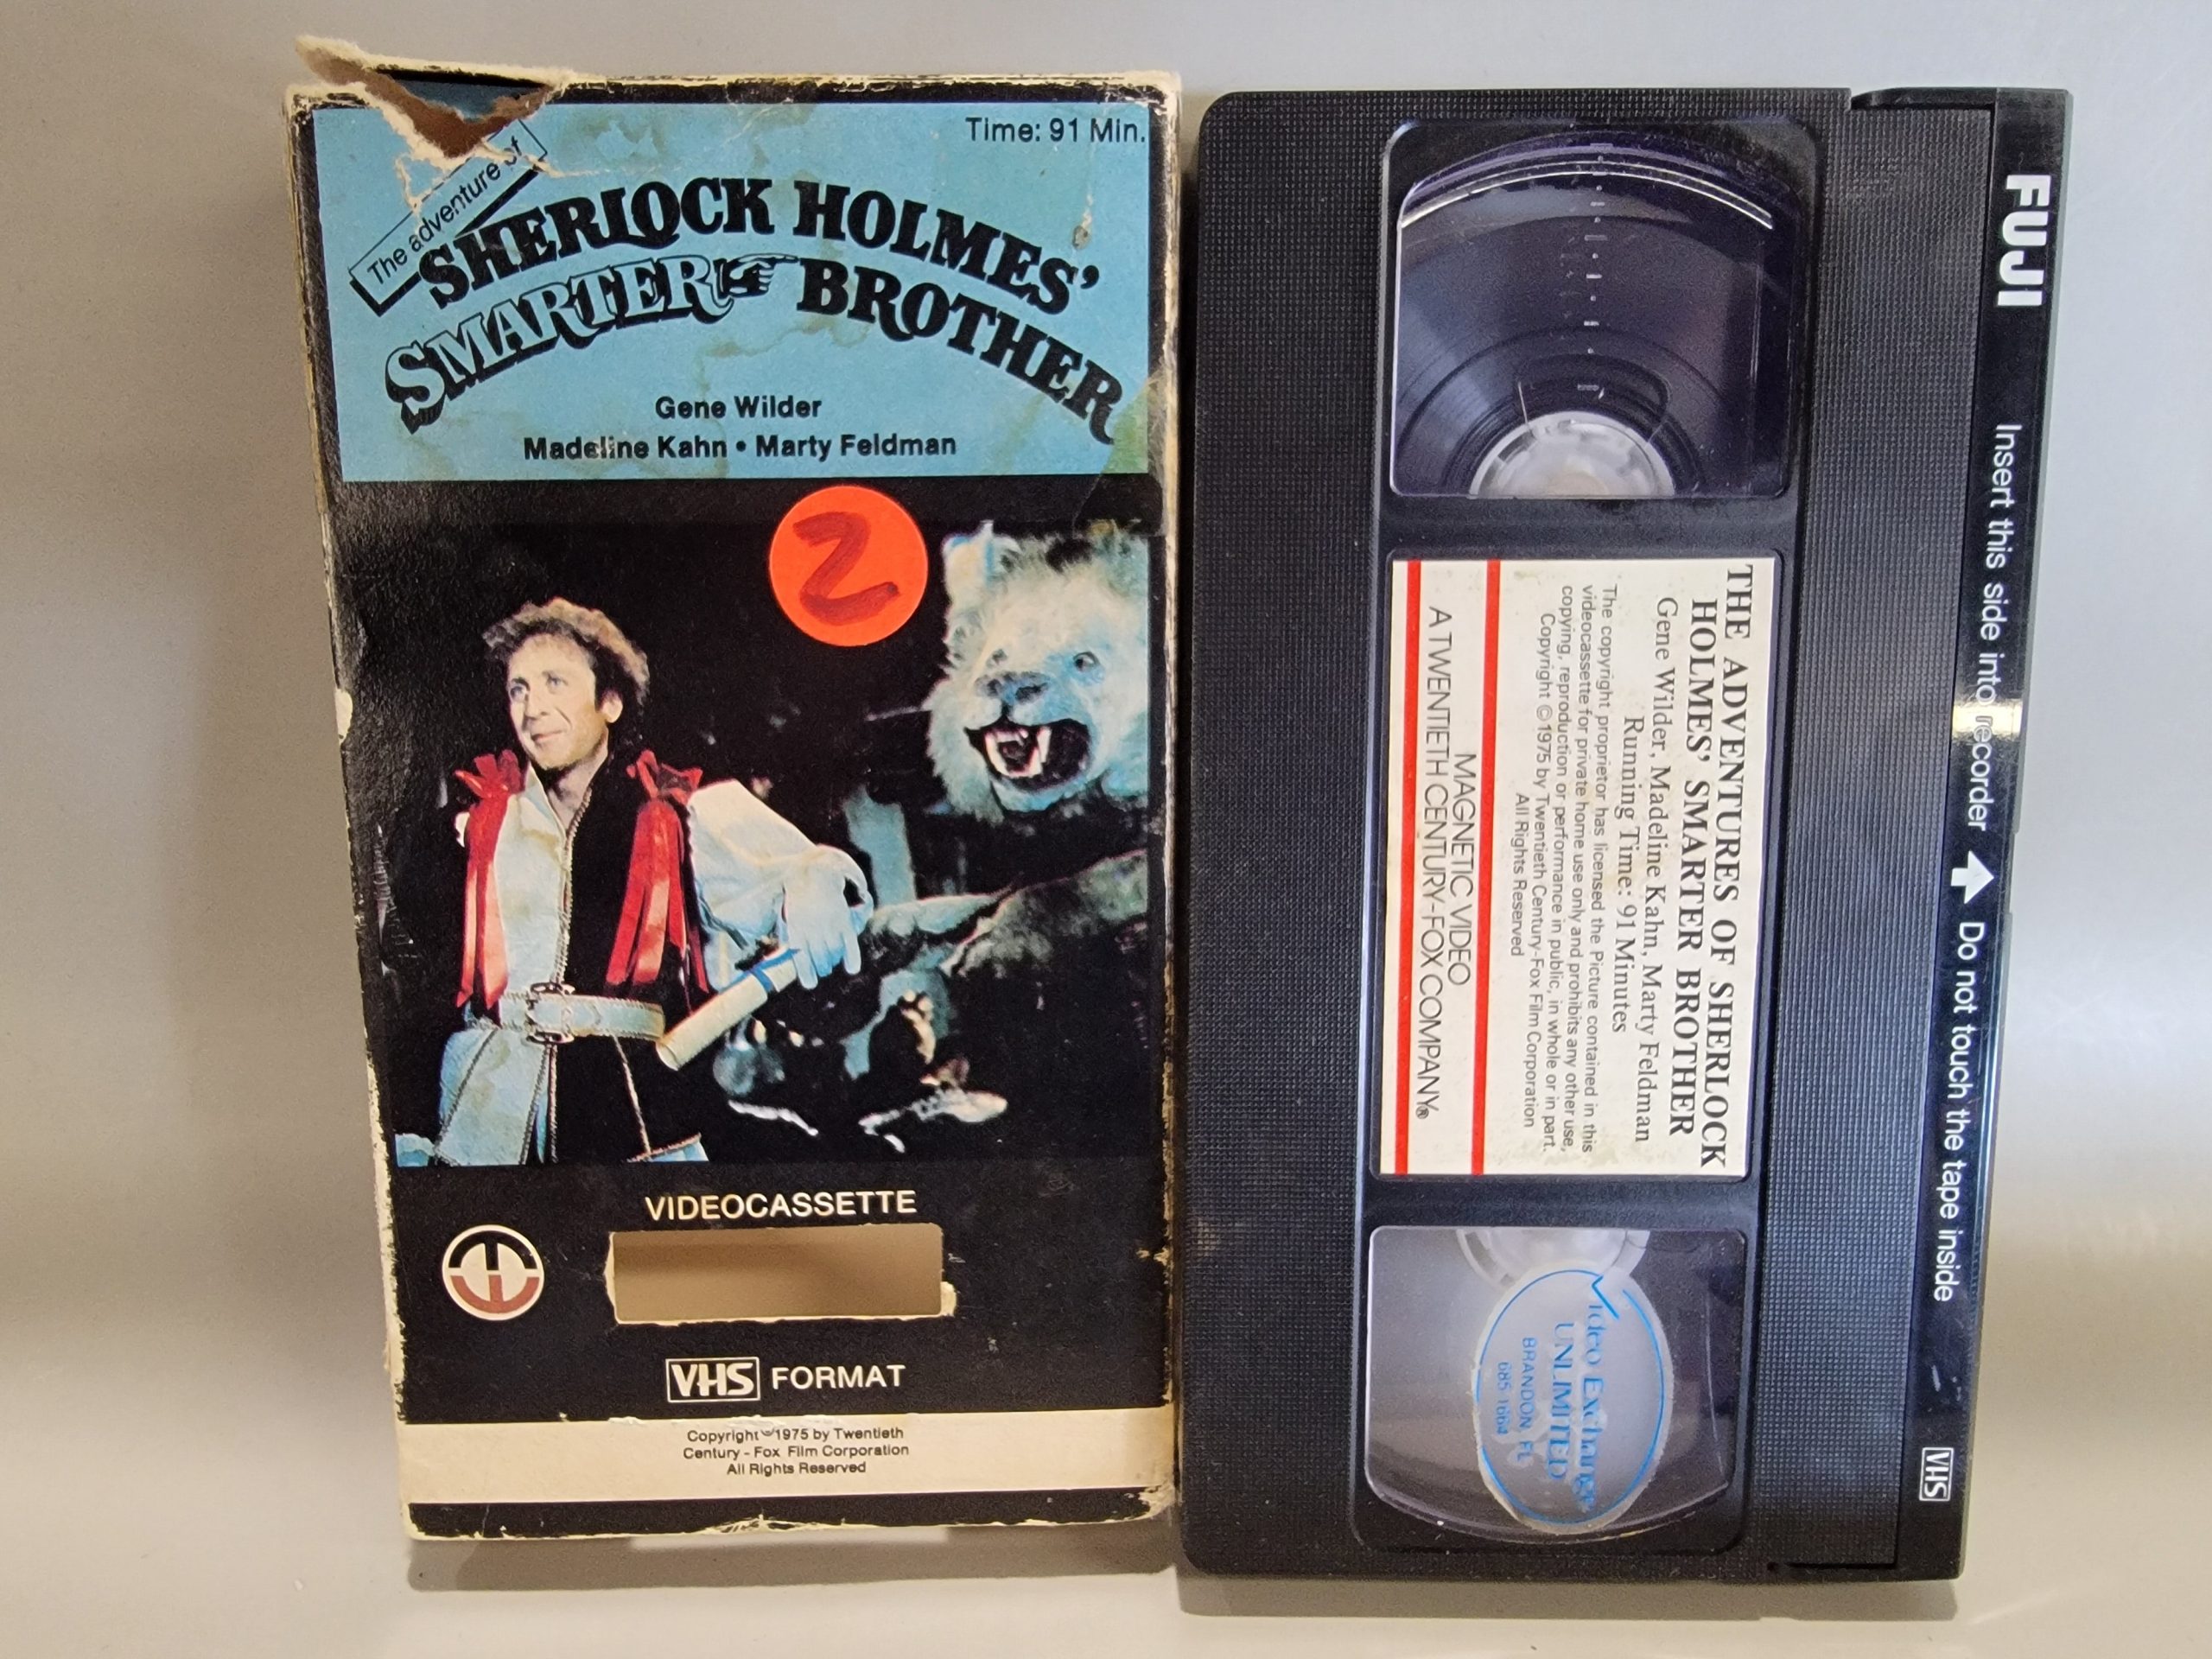 Time: 91 Min.
The adventure of
SHERLOCK HOLMES'
SMARTER BROTHER
Gene Wilder
Madeline Kahn • Marty Feldman
2
VIDEOCASSETTE
VHS FORMAT
Copyright ©1975 by Twentieth
Century - Fox Film Corporation
All Rights Reserved
THE ADVENTURES OF SHERLOCK
HOLMES' SMARTER BROTHER
Gene Wilder, Madeline Kahn, Marty Feldman
Running Time: 91 Minutes
The copyright proprietor has licensed the Picture contained in this
videocassette for private home use only and prohibits any other use,
copying, reproduction or performance in public, in whole or in part.
Copyright ©1975 by Twentieth Century-Fox Film Corporation
All Rights Reserved
MAGNETIC VIDEO
A TWENTIETH CENTURY-FOX COMPANY®
Video Exchange
UNLIMITED
BRANDON, FL
685-1664
FUJI
Insert this side into recorder ⬆ Do not touch the tape inside
VHS